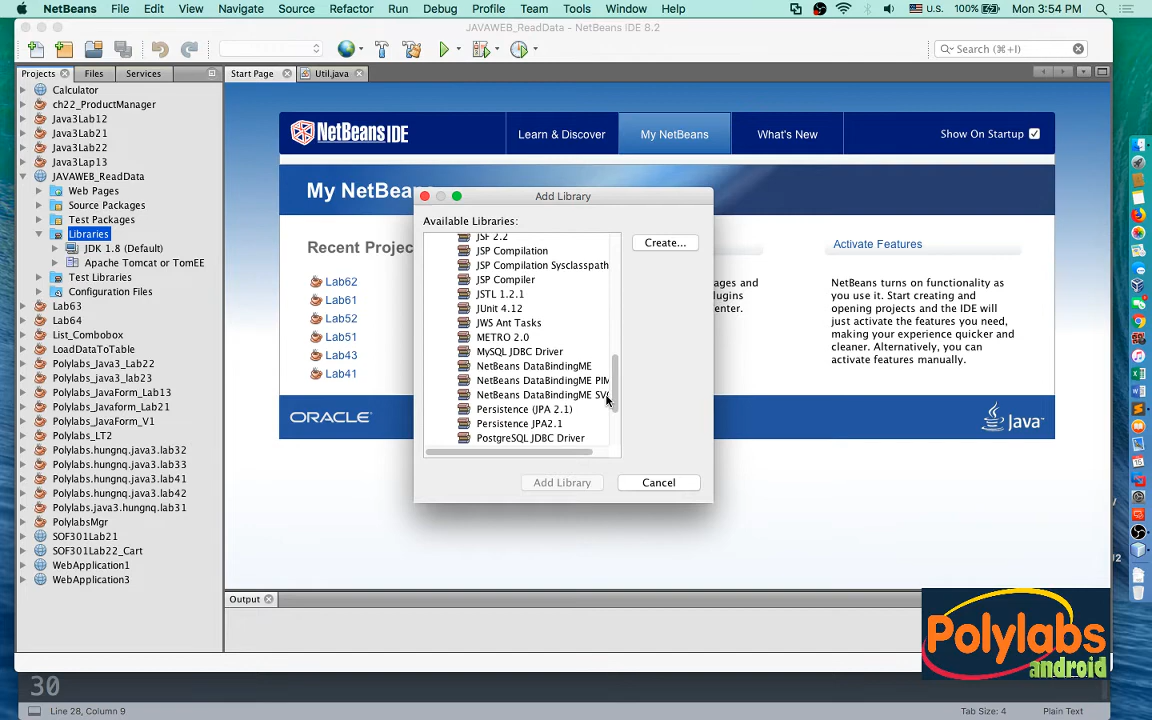 NetBeans File Edit View Navigate Source Refactor Run Debug Profile Team Tools Window Help U.S. 100% Mon 3:54 PM
JAVAWEB_ReadData - NetBeans IDE 8.2
Search (⌘+I)
Projects Files Services Start Page Util.java
Calculator
ch22_ProductManager
Java3Lab12
Java3Lab21
Java3Lab22
Java3Lap13
JAVAWEB_ReadData
Web Pages
Source Packages
Test Packages
Libraries
JDK 1.8 (Default)
Apache Tomcat or TomEE
Test Libraries
Configuration Files
Lab63
Lab64
List_Combobox
LoadDataToTable
Polylabs_java3_Lab22
Polylabs_java3_lab23
Polylabs_JavaForm_Lab13
Polylabs_Javaform_Lab21
Polylabs_JavaForm_V1
Polylabs_LT2
Polylabs.hungnq.java3.lab32
Polylabs.hungnq.java3.lab33
Polylabs.hungnq.java3.lab41
Polylabs.hungnq.java3.lab42
Polylabs.java3.hungnq.lab31
PolylabsMgr
SOF301Lab21
SOF301Lab22_Cart
WebApplication1
WebApplication3
NetBeans IDE Learn & Discover My NetBeans What's New Show On Startup
My NetBea
Recent Projec
Lab62
Lab61
Lab52
Lab51
Lab43
Lab41
Add Library
Available Libraries:
Create...
JSF 2.2
JSP Compilation
JSP Compilation Sysclasspath
JSP Compiler
JSTL 1.2.1
JUnit 4.12
JWS Ant Tasks
METRO 2.0
MySQL JDBC Driver
NetBeans DataBindingME
NetBeans DataBindingME PIM
NetBeans DataBindingME SV
Persistence (JPA 2.1)
Persistence JPA2.1
PostgreSQL JDBC Driver
Add Library Cancel
ages and
lugins
enter.
Activate Features
NetBeans turns on functionality as
you use it. Start creating and
opening projects and the IDE will
just activate the features you need,
making your experience quicker
and cleaner. Alternatively, you can
activate features manually.
ORACLE Java
Output
Polylabs
android
30
Line 28, Column 9 Tab Size: 4 Plain Text